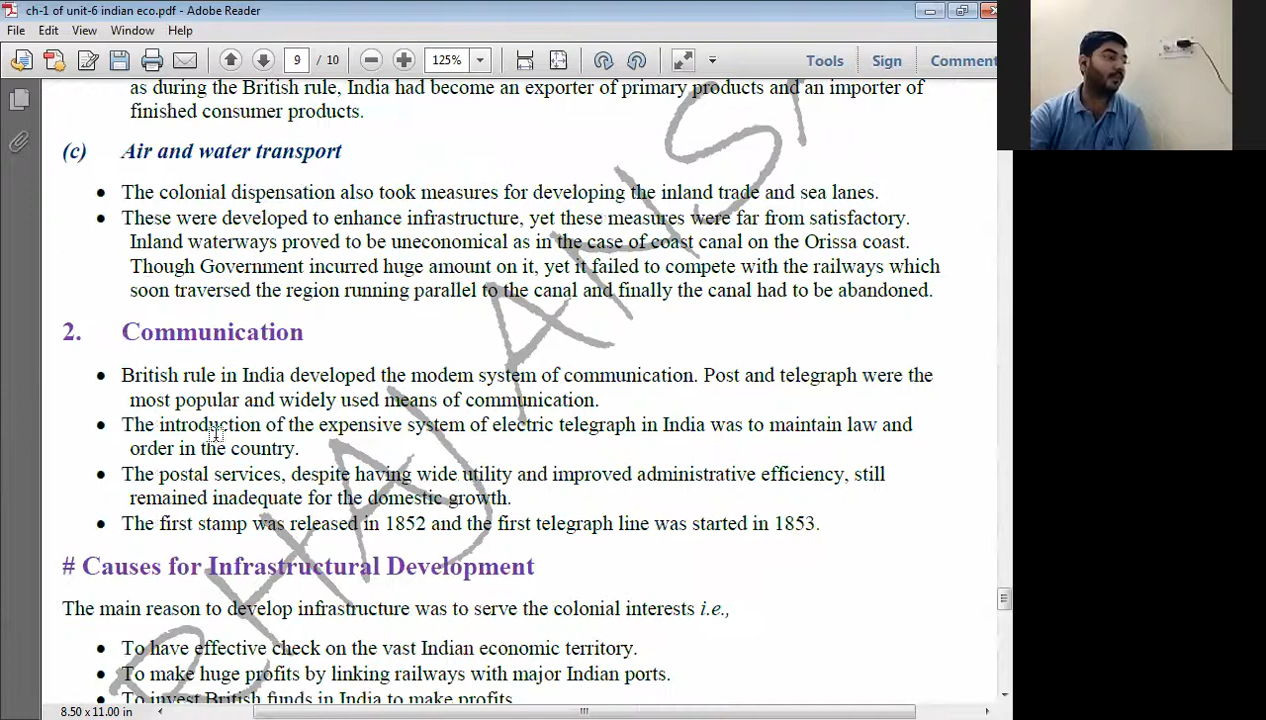 ch-1 of unit-6 indian eco.pdf - Adobe Reader
File Edit View Window Help
9 / 10 125% Tools Sign Comment
as during the British rule, India had become an exporter of primary products and an importer of
finished consumer products.
(c) Air and water transport
• The colonial dispensation also took measures for developing the inland trade and sea lanes.
• These were developed to enhance infrastructure, yet these measures were far from satisfactory.
Inland waterways proved to be uneconomical as in the case of coast canal on the Orissa coast.
Though Government incurred huge amount on it, yet it failed to compete with the railways which
soon traversed the region running parallel to the canal and finally the canal had to be abandoned.
2. Communication
• British rule in India developed the modem system of communication. Post and telegraph were the
most popular and widely used means of communication.
• The introduction of the expensive system of electric telegraph in India was to maintain law and
order in the country.
• The postal services, despite having wide utility and improved administrative efficiency, still
remained inadequate for the domestic growth.
• The first stamp was released in 1852 and the first telegraph line was started in 1853.
# Causes for Infrastructural Development
The main reason to develop infrastructure was to serve the colonial interests i.e.,
• To have effective check on the vast Indian economic territory.
• To make huge profits by linking railways with major Indian ports.
• To invest British funds in India to make profits.
8.50 x 11.00 in